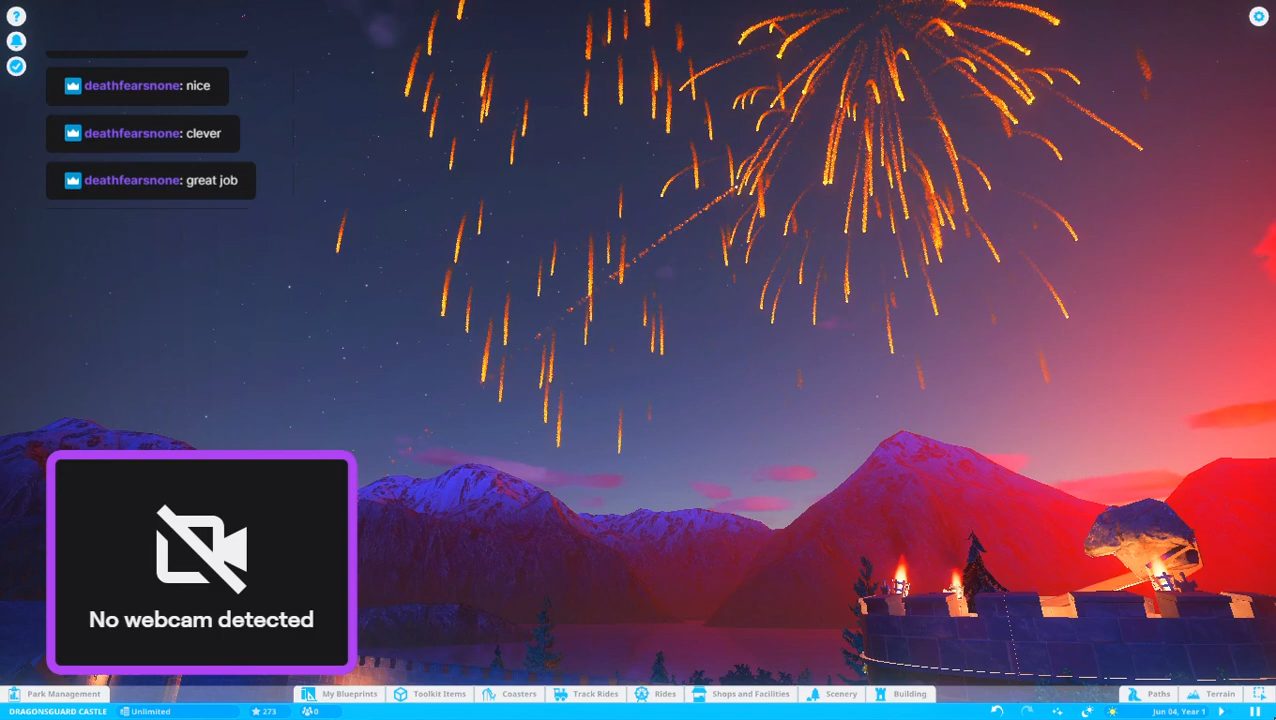 ?
deathfearsnone: nice
deathfearsnone: clever
deathfearsnone: great job
No webcam detected
Park Management My Blueprints Toolkit Items Coasters Track Rides Rides Shops and Facilities Scenery Building Paths Terrain
DRAGONSGUARD CASTLE Unlimited 273 0 Jun 04, Year 1